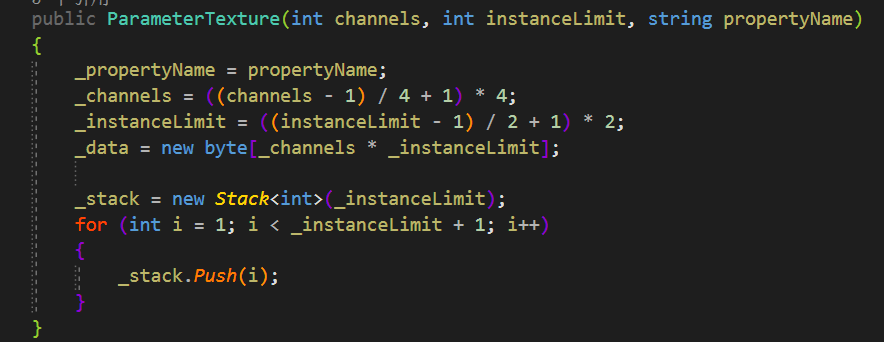 public ParameterTexture(int channels, int instanceLimit, string propertyName)
{
    _propertyName = propertyName;
    _channels = ((channels - 1) / 4 + 1) * 4;
    _instanceLimit = ((instanceLimit - 1) / 2 + 1) * 2;
    _data = new byte[_channels * _instanceLimit];

    _stack = new Stack<int>(_instanceLimit);
    for (int i = 1; i < _instanceLimit + 1; i++)
    {
        _stack.Push(i);
    }
}